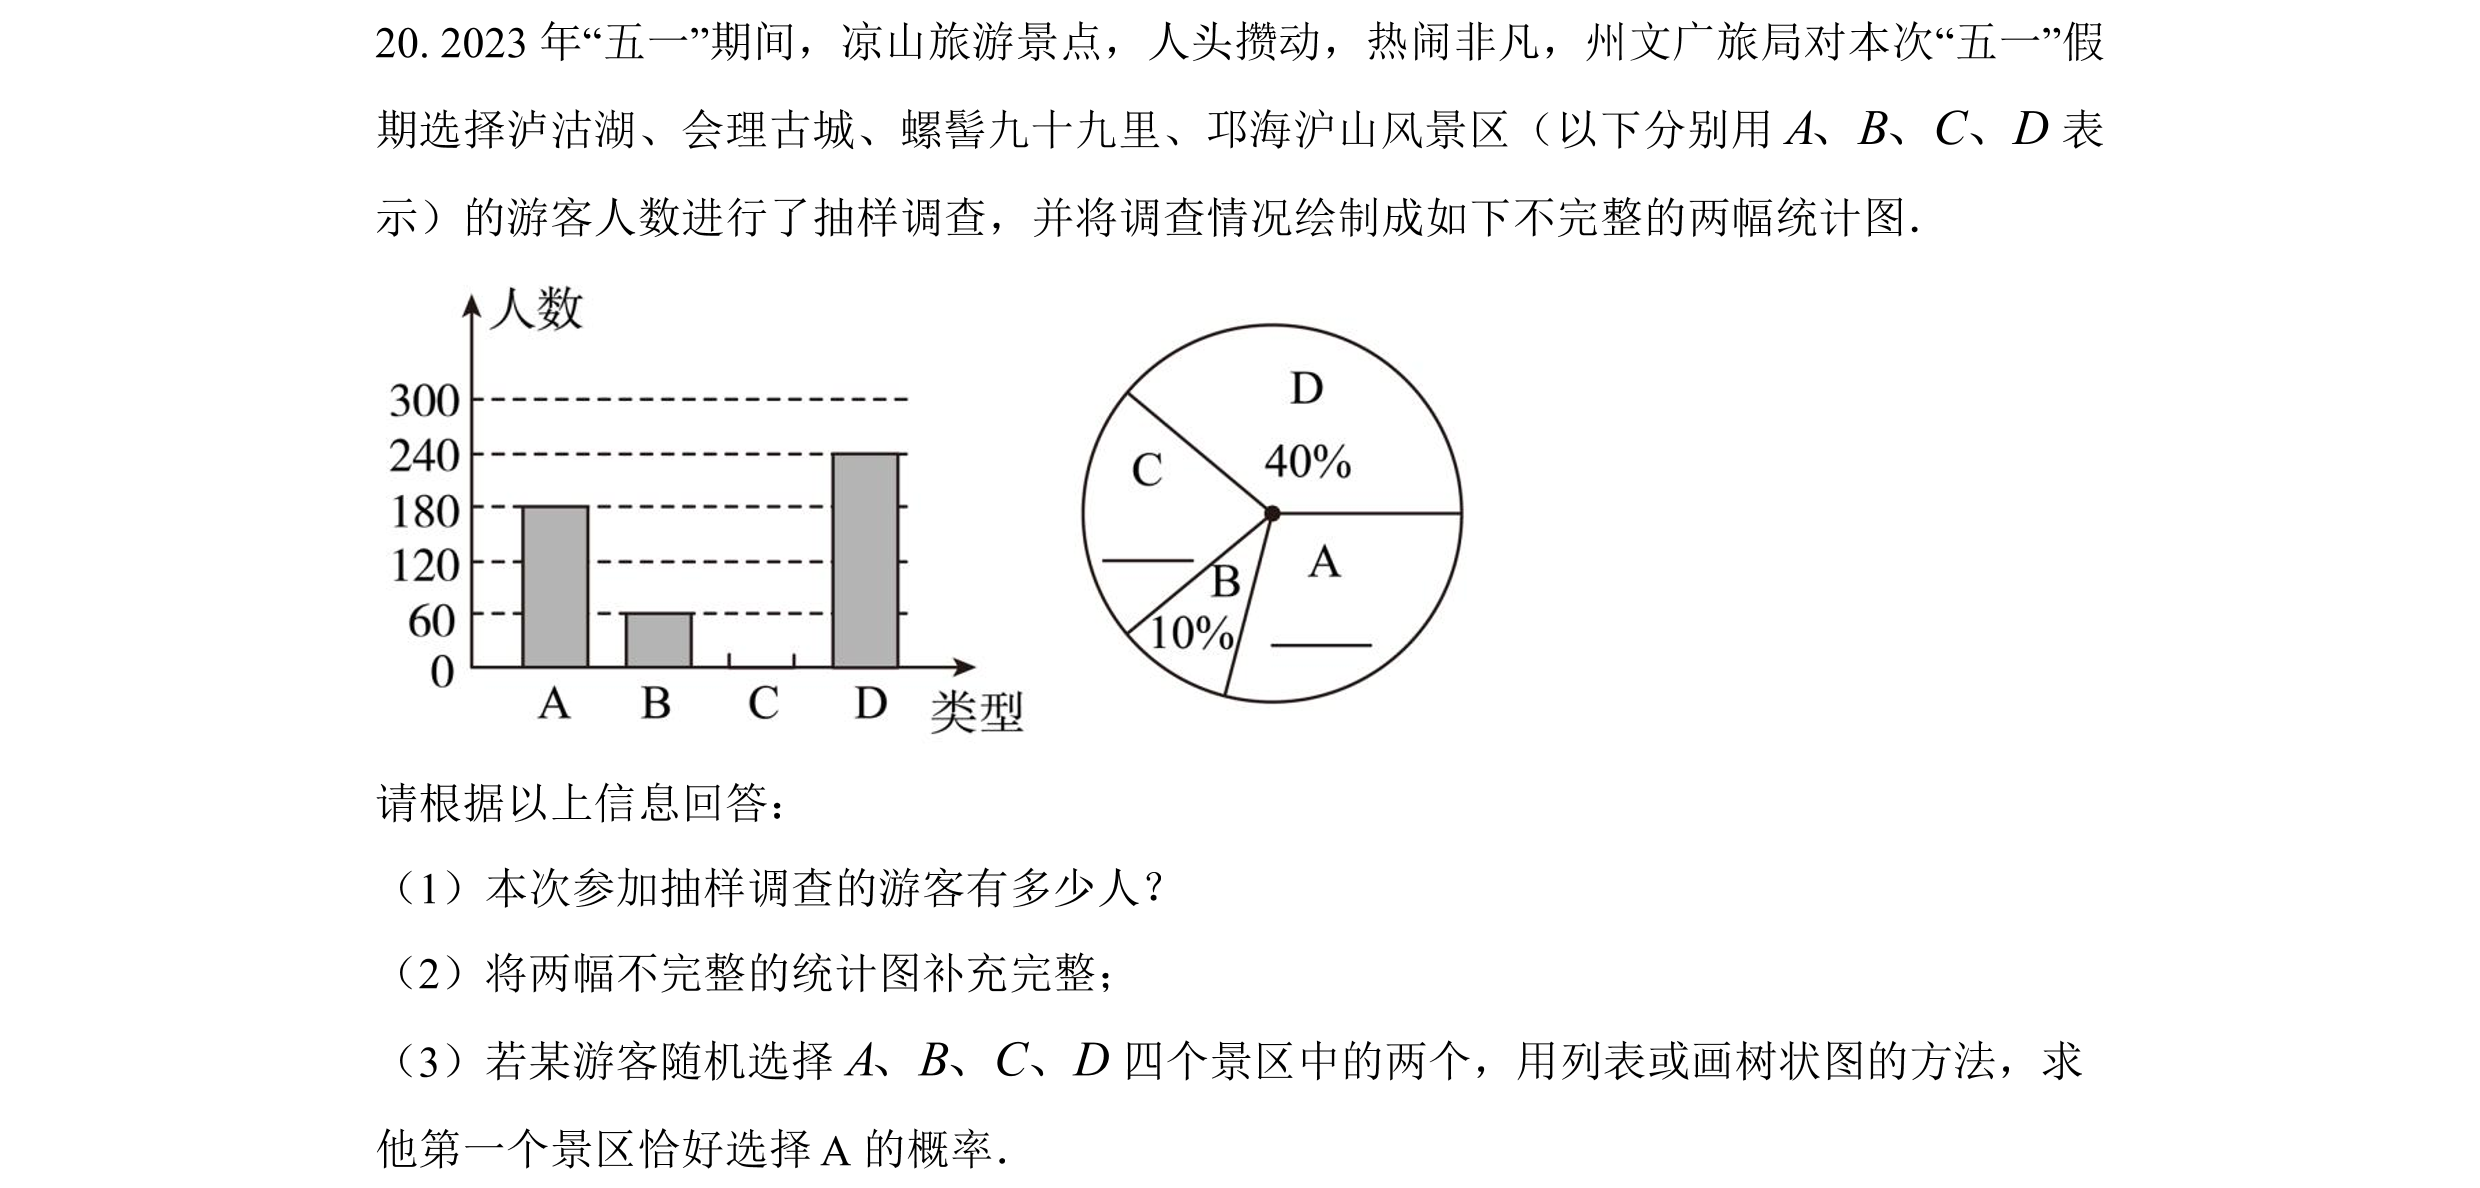 20. 2023 年“五一”期间，凉山旅游景点，人头攒动，热闹非凡，州文广旅局对本次“五一”假
期选择泸沽湖、会理古城、螺髻九十九里、邛海泸山风景区（以下分别用 A、B、C、D 表
示）的游客人数进行了抽样调查，并将调查情况绘制成如下不完整的两幅统计图．
人数
300
240
180
120
60
0
A B C D 类型
D
40%
C
B
10%
A
请根据以上信息回答：
（1）本次参加抽样调查的游客有多少人？
（2）将两幅不完整的统计图补充完整；
（3）若某游客随机选择 A、B、C、D 四个景区中的两个，用列表或画树状图的方法，求
他第一个景区恰好选择 A 的概率．